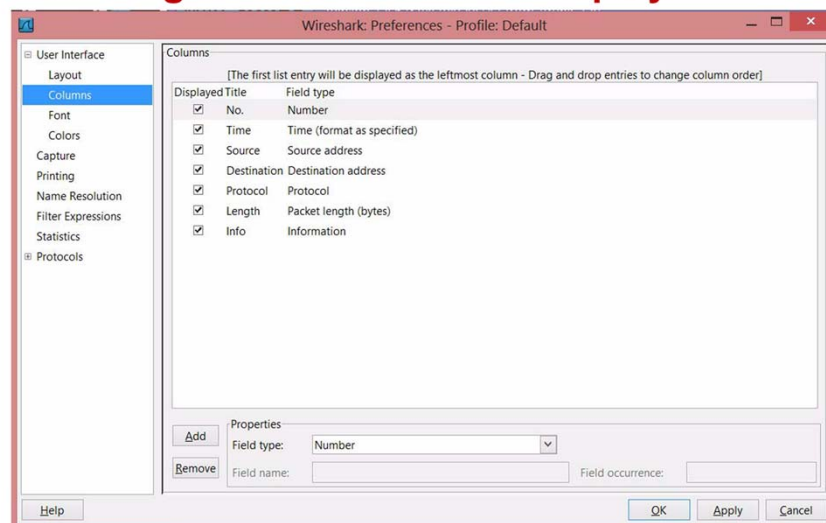 Wireshark: Preferences - Profile: Default
User Interface
Layout
Columns
Font
Colors
Capture
Printing
Name Resolution
Filter Expressions
Statistics
Protocols
Columns
[The first list entry will be displayed as the leftmost column - Drag and drop entries to change column order]
Displayed Title Field type
No. Number
Time Time (format as specified)
Source Source address
Destination Destination address
Protocol Protocol
Length Packet length (bytes)
Info Information
Add
Remove
Properties
Field type: Number
Field name: Field occurrence:
Help OK Apply Cancel